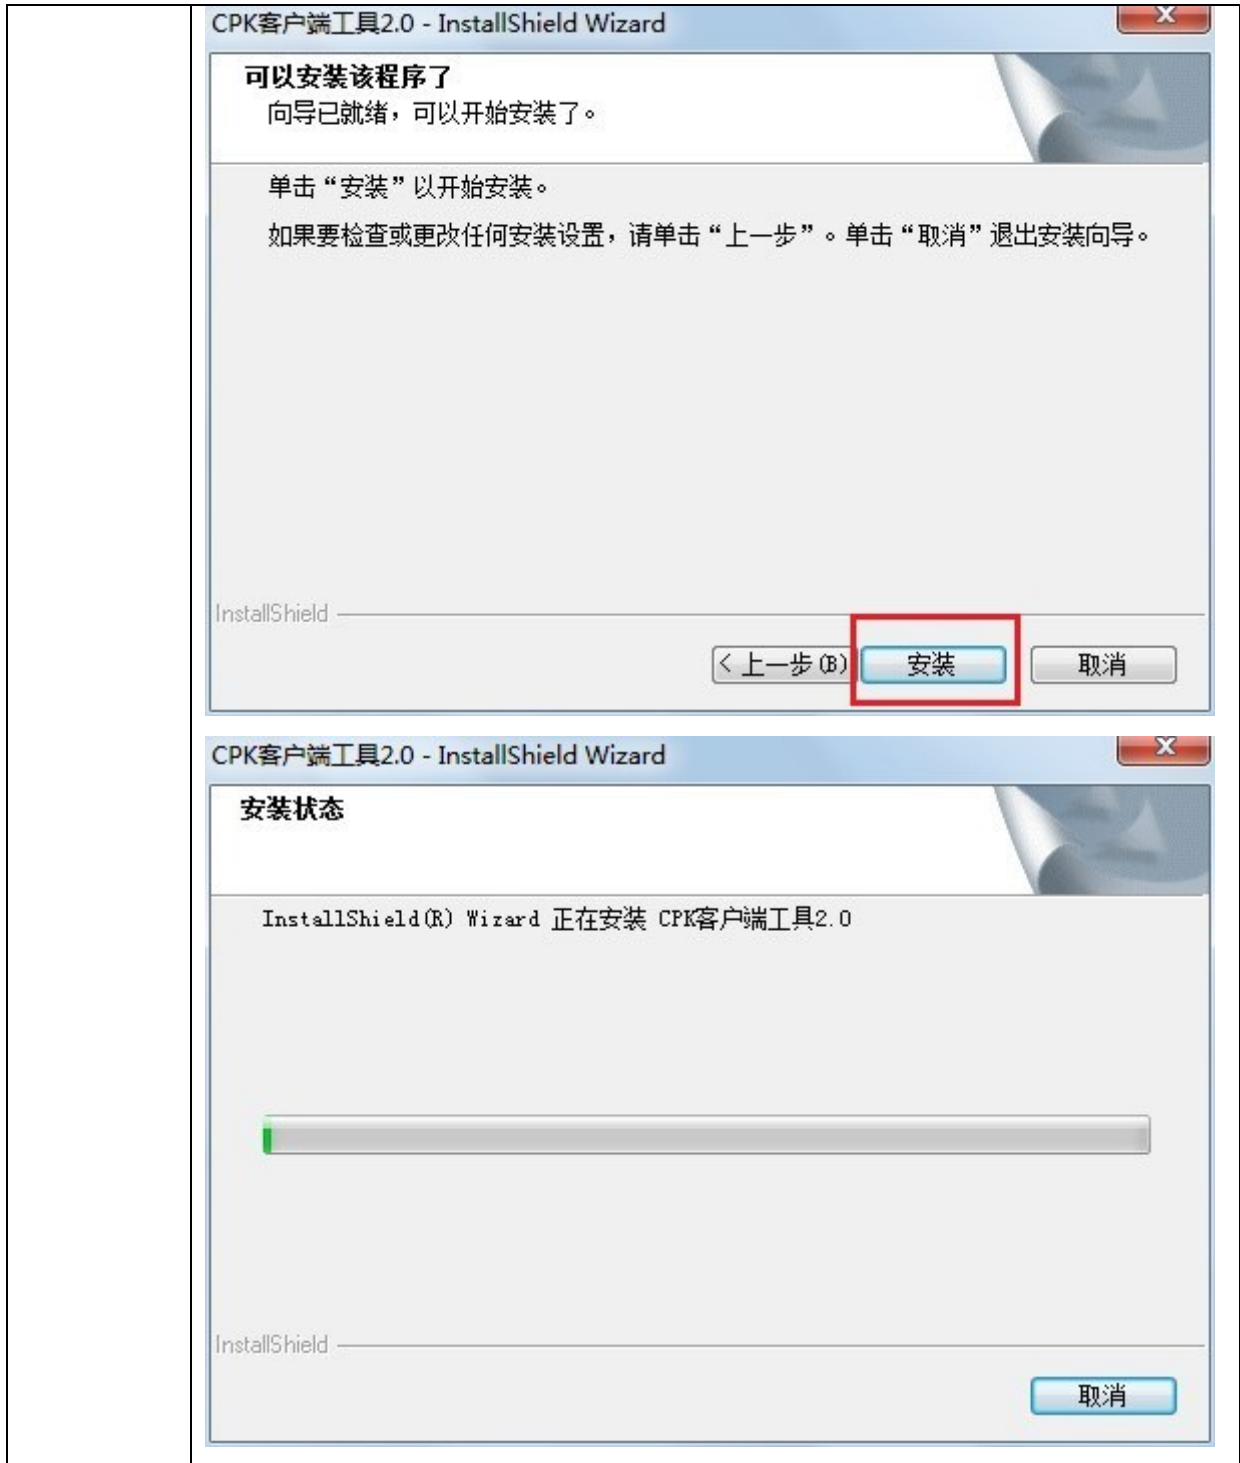 CPK客户端工具2.0 - InstallShield Wizard
可以安装该程序了
向导已就绪，可以开始安装了。
单击“安装”以开始安装。
如果要检查或更改任何安装设置，请单击“上一步”。单击“取消”退出安装向导。
InstallShield
< 上一步(B) 安装 取消
CPK客户端工具2.0 - InstallShield Wizard
安装状态
InstallShield(R) Wizard 正在安装 CPK客户端工具2.0
InstallShield
取消